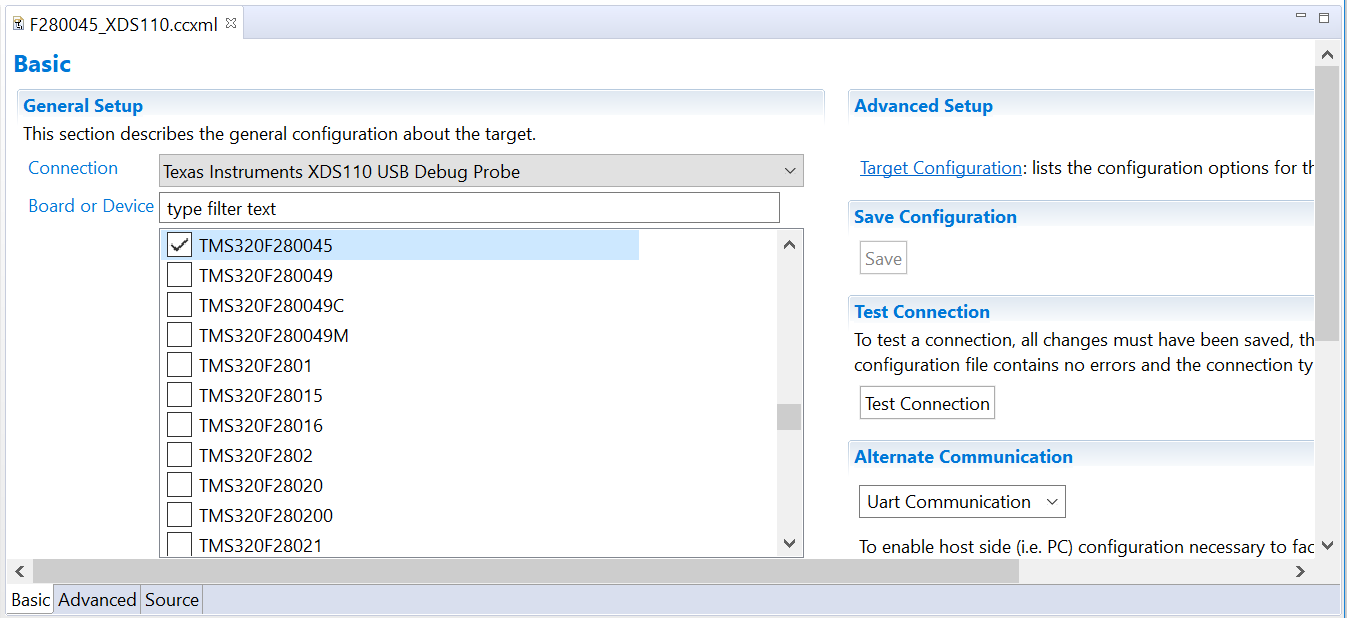 F280045_XDS110.ccxml
Basic
General Setup
This section describes the general configuration about the target.
Connection
Texas Instruments XDS110 USB Debug Probe
Board or Device
type filter text
TMS320F280045
TMS320F280049
TMS320F280049C
TMS320F280049M
TMS320F2801
TMS320F28015
TMS320F28016
TMS320F2802
TMS320F28020
TMS320F280200
TMS320F28021
Advanced Setup
Target Configuration: lists the configuration options for th
Save Configuration
Save
Test Connection
To test a connection, all changes must have been saved, th
configuration file contains no errors and the connection ty
Test Connection
Alternate Communication
Uart Communication
To enable host side (i.e. PC) configuration necessary to fac
Basic
Advanced
Source